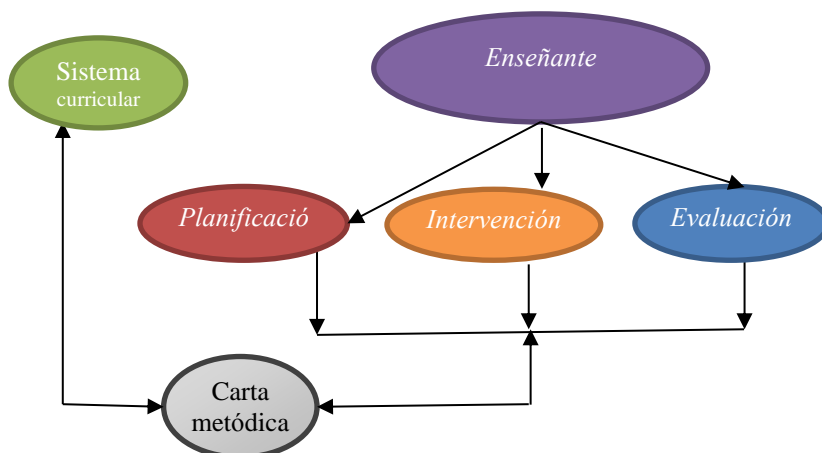 Sistema
curricular
Enseñante
Planificació
Intervención
Evaluación
Carta
metódica